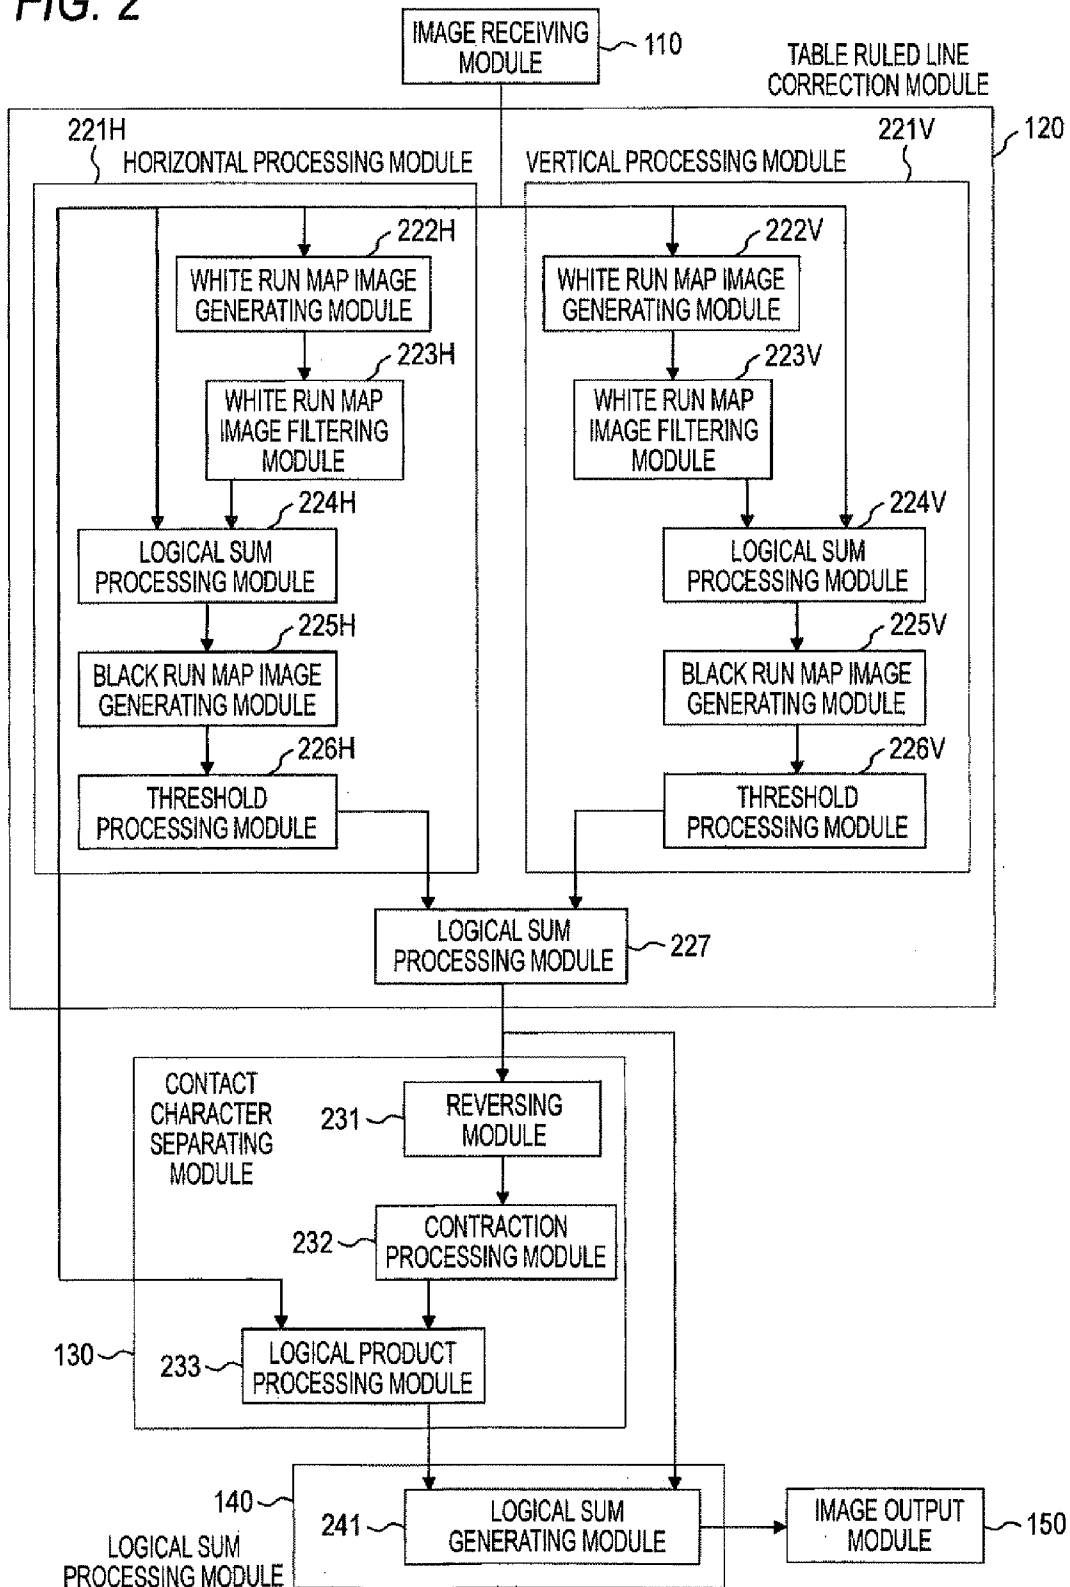 FIG. 2
IMAGE RECEIVING
MODULE
110
TABLE RULED LINE
CORRECTION MODULE
120
221H
HORIZONTAL PROCESSING MODULE
221V
VERTICAL PROCESSING MODULE
222H
WHITE RUN MAP IMAGE
GENERATING MODULE
222V
WHITE RUN MAP IMAGE
GENERATING MODULE
223H
WHITE RUN MAP
IMAGE FILTERING
MODULE
223V
WHITE RUN MAP
IMAGE FILTERING
MODULE
224H
LOGICAL SUM
PROCESSING MODULE
224V
LOGICAL SUM
PROCESSING MODULE
225H
BLACK RUN MAP IMAGE
GENERATING MODULE
225V
BLACK RUN MAP IMAGE
GENERATING MODULE
226H
THRESHOLD
PROCESSING MODULE
226V
THRESHOLD
PROCESSING MODULE
LOGICAL SUM
PROCESSING MODULE
227
CONTACT
CHARACTER
SEPARATING
MODULE
231
REVERSING
MODULE
232
CONTRACTION
PROCESSING MODULE
130
233
LOGICAL PRODUCT
PROCESSING MODULE
140
241
LOGICAL SUM
GENERATING MODULE
IMAGE OUTPUT
MODULE
150
LOGICAL SUM
PROCESSING MODULE